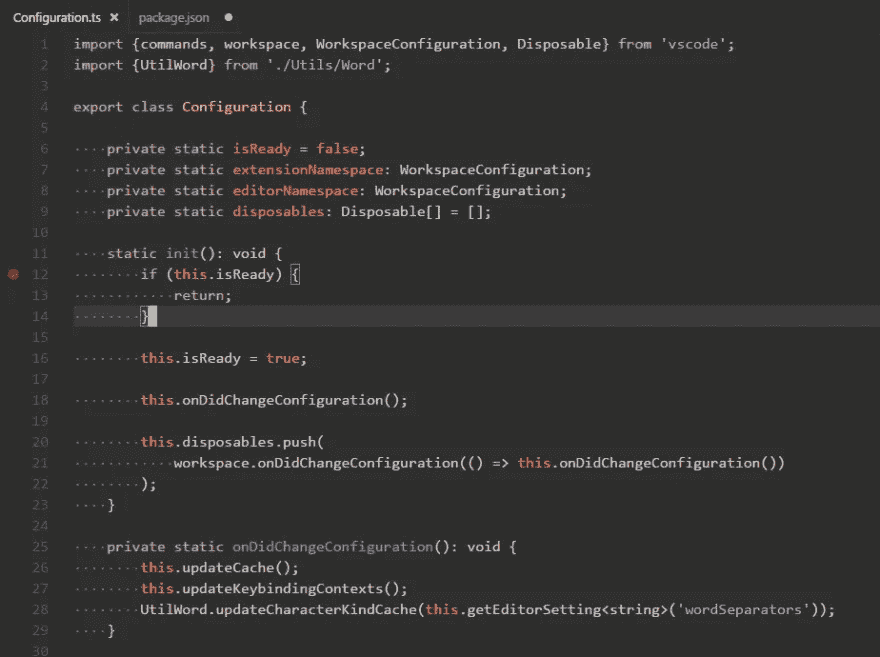 Configuration.ts × package.json ●
1 import {commands, workspace, WorkspaceConfiguration, Disposable} from 'vscode';
2 import {UtilWord} from './Utils/Word';
3
4 export class Configuration {
5
6 ····private static isReady = false;
7 ····private static extensionNamespace: WorkspaceConfiguration;
8 ····private static editorNamespace: WorkspaceConfiguration;
9 ····private static disposables: Disposable[] = [];
10
11 ····static init(): void {
12 ········if (this.isReady) {
13 ············return;
14 ········}
15
16 ········this.isReady = true;
17
18 ········this.onDidChangeConfiguration();
19
20 ········this.disposables.push(
21 ············workspace.onDidChangeConfiguration(() => this.onDidChangeConfiguration())
22 ········);
23 ····}
24
25 ····private static onDidChangeConfiguration(): void {
26 ········this.updateCache();
27 ········this.updateKeybindingContexts();
28 ········UtilWord.updateCharacterKindCache(this.getEditorSetting<string>('wordSeparators'));
29 ····}
30